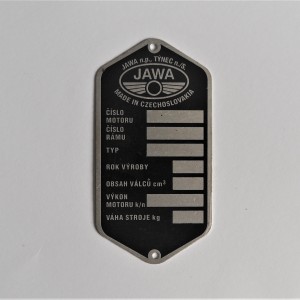 JAWA n.p., TÝNEC n./S.
JAWA
MADE IN CZECHOSLOVAKIA
ČÍSLO
MOTORU
ČÍSLO
RÁMU
TYP
ROK VÝROBY
OBSAH VÁLCŮ cm³
VÝKON
MOTORU k/n
VÁHA STROJE kg